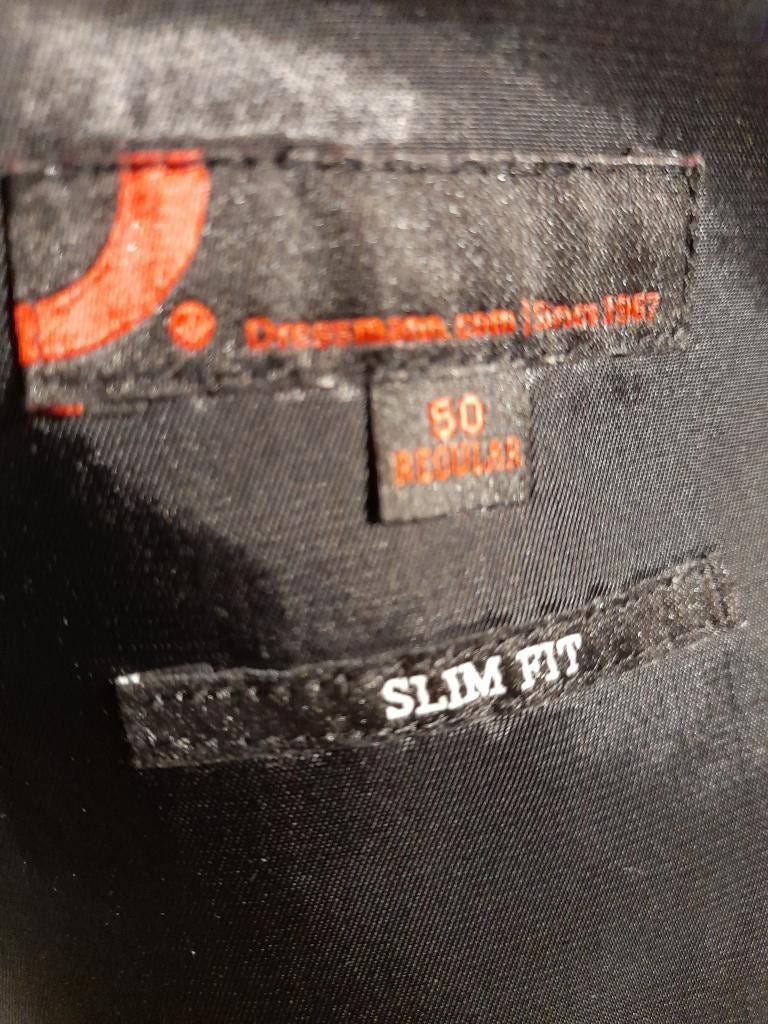 Dressmann.com | Since 1967
50
REGULAR
SLIM FIT